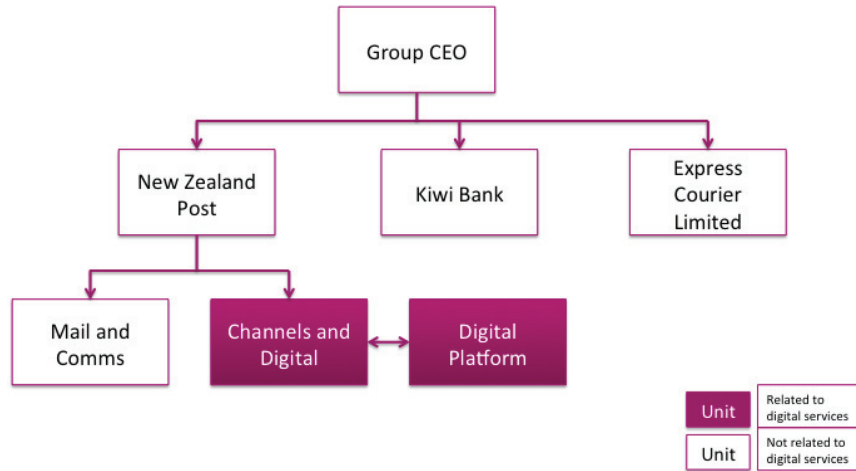 Group CEO
New Zealand
Post
Kiwi Bank
Express
Courier
Limited
Mail and
Comms
Channels and
Digital
Digital
Platform
Unit
Related to
digital services
Unit
Not related to
digital services